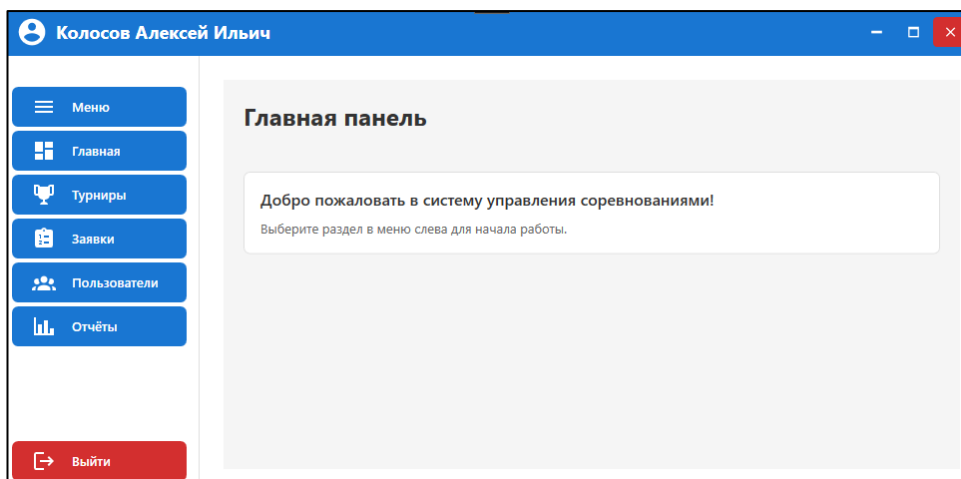 Колосов Алексей Ильич
Меню
Главная
Турниры
Заявки
Пользователи
Отчёты
Выйти
Главная панель
Добро пожаловать в систему управления соревнованиями!
Выберите раздел в меню слева для начала работы.